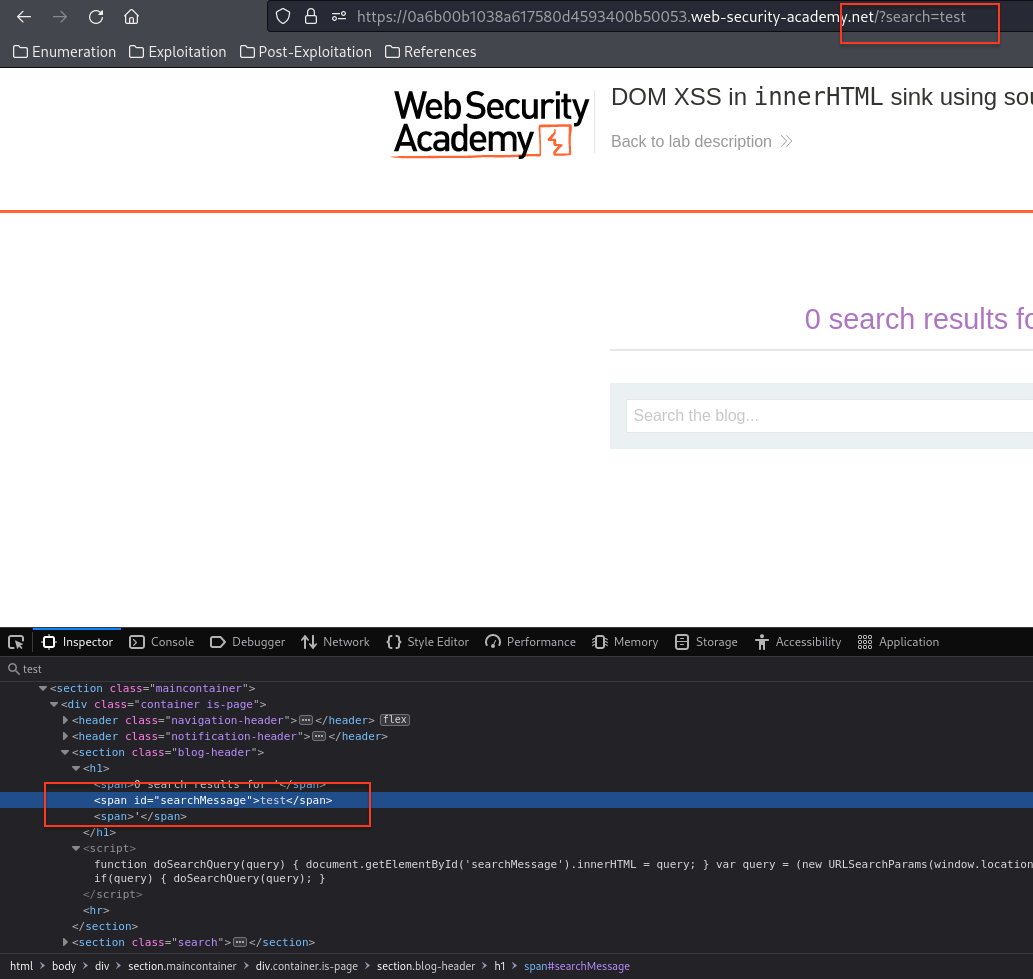 https://0a6b00b1038a617580d4593400b50053.web-security-academy.net/?search=test
Enumeration Exploitation Post-Exploitation References
Web Security
Academy
DOM XSS in innerHTML sink using sou
Back to lab description
0 search results fo
Search the blog...
Inspector Console Debugger Network Style Editor Performance Memory Storage Accessibility Application
test
<section class="maincontainer">
<div class="container is-page">
<header class="navigation-header"></header> flex
<header class="notification-header"></header>
<section class="blog-header">
<h1>
<span>0 search results for '</span>
<span id="searchMessage">test</span>
<span>'</span>
</h1>
<script>
function doSearchQuery(query) { document.getElementById('searchMessage').innerHTML = query; } var query = (new URLSearchParams(window.location
if(query) { doSearchQuery(query); }
</script>
<hr>
</section>
<section class="search"></section>
html > body > div > section.maincontainer > div.container.is-page > section.blog-header > h1 > span#searchMessage